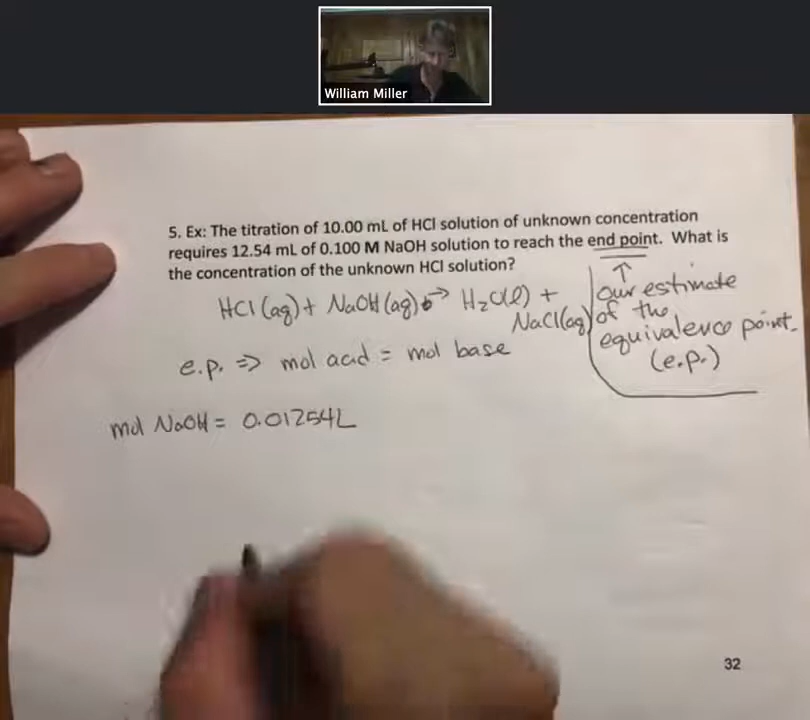 William Miller
5. Ex: The titration of 10.00 mL of HCl solution of unknown concentration
requires 12.54 mL of 0.100 M NaOH solution to reach the end point. What is
the concentration of the unknown HCl solution?
HCl(aq) + NaOH(aq) → H₂O(l) +
NaCl(aq)
↑
our estimate
of the
equivalence point.
(e.p.)
e.p. ⇒ mol acid = mol base
mol NaOH = 0.01254L
32